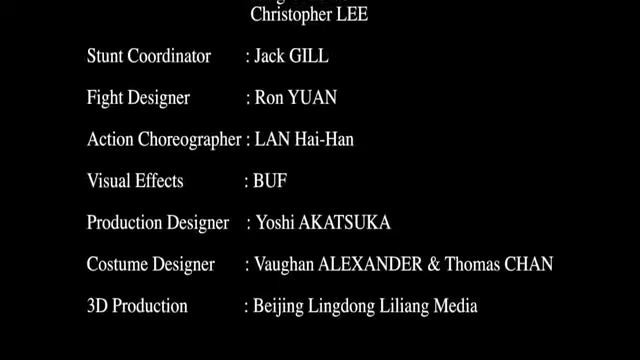 Christopher LEE
Stunt Coordinator : Jack GILL
Fight Designer : Ron YUAN
Action Choreographer : LAN Hai-Han
Visual Effects : BUF
Production Designer : Yoshi AKATSUKA
Costume Designer : Vaughan ALEXANDER & Thomas CHAN
3D Production : Beijing Lingdong Liliang Media